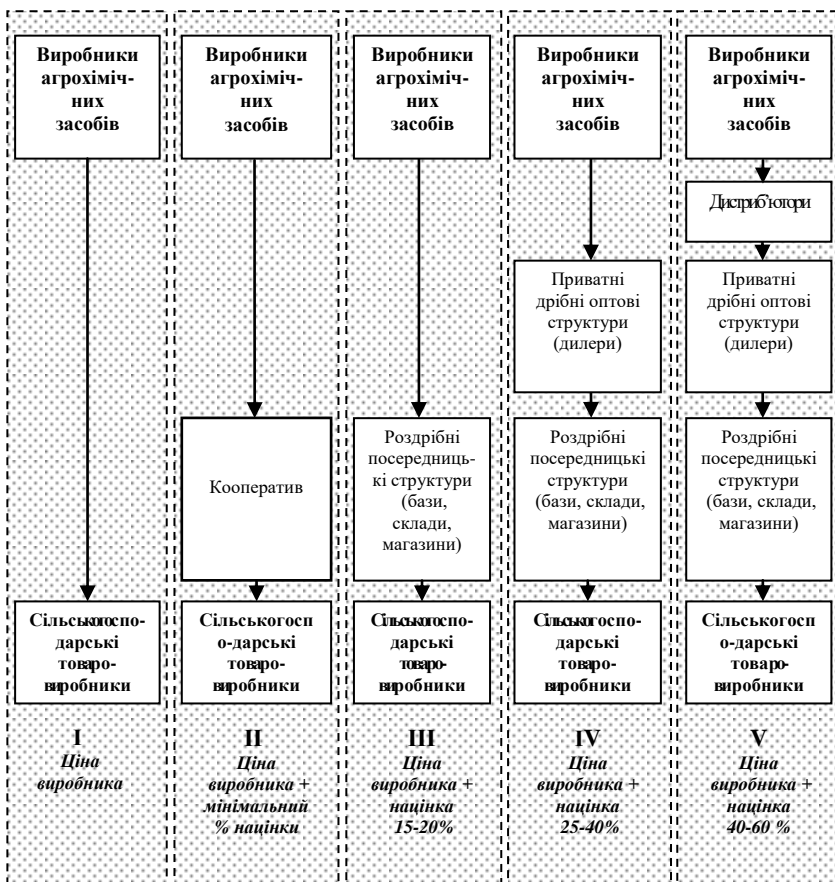 Виробники
агрохіміч-
них
засобів
Сільськогоспо-
дарські
товаро-
виробники
I
Ціна
виробника
Виробники
агрохіміч-
них
засобів
Кооператив
Сільськогосп
о-дарські
товаро-
виробники
II
Ціна
виробника +
мінімальний
% націнки
Виробники
агрохіміч-
них
засобів
Роздрібні
посередниць-
кі структури
(бази,
склади,
магазини)
Сільськогоспо-
дарські
товаро-
виробники
III
Ціна
виробника +
націнка
15-20%
Виробники
агрохіміч-
них
засобів
Приватні
дрібні оптові
структури
(дилери)
Роздрібні
посередницькі
структури
(бази, склади,
магазини)
Сільськогоспо-
дарські
товаро-
виробники
IV
Ціна
виробника +
націнка
25-40%
Виробники
агрохіміч-
них
засобів
Дистриб’ютори
Приватні
дрібні оптові
структури
(дилери)
Роздрібні
посередницькі
структури
(бази, склади,
магазини)
Сільськогоспо-
дарські
товаро-
виробники
V
Ціна
виробника +
націнка
40-60 %